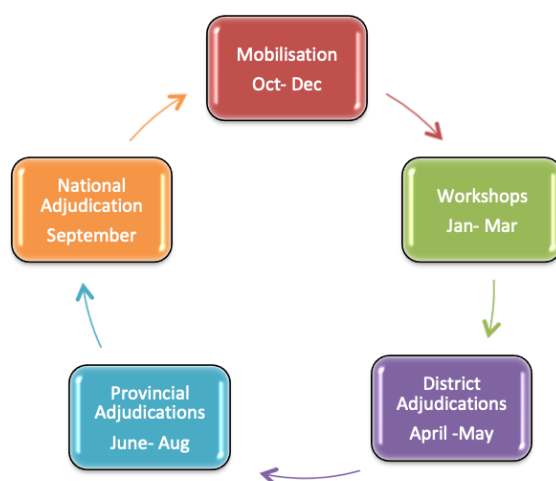 Mobilisation
Oct- Dec
Workshops
Jan- Mar
District
Adjudications
April -May
Provincial
Adjudications
June- Aug
National
Adjudication
September